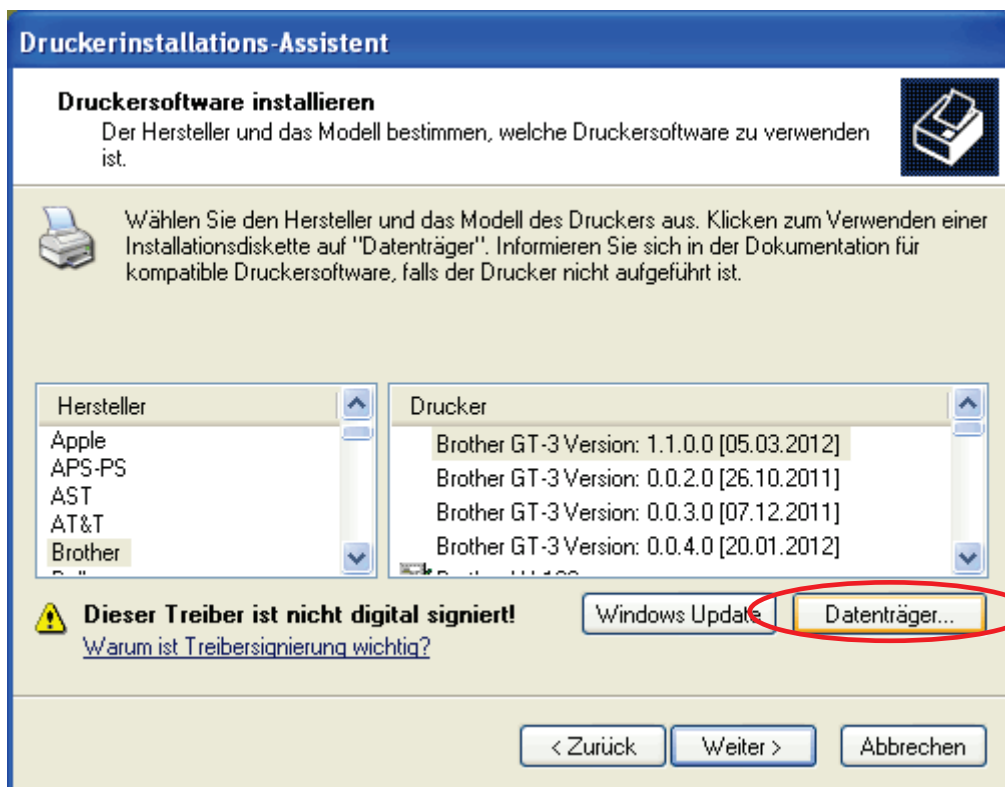 Druckerinstallations-Assistent
Druckersoftware installieren
Der Hersteller und das Modell bestimmen, welche Druckersoftware zu verwenden
ist.
Wählen Sie den Hersteller und das Modell des Druckers aus. Klicken zum Verwenden einer
Installationsdiskette auf "Datenträger". Informieren Sie sich in der Dokumentation für
kompatible Druckersoftware, falls der Drucker nicht aufgeführt ist.
Hersteller
Apple
APS-PS
AST
AT&T
Brother
Drucker
Brother GT-3 Version: 1.1.0.0 [05.03.2012]
Brother GT-3 Version: 0.0.2.0 [26.10.2011]
Brother GT-3 Version: 0.0.3.0 [07.12.2011]
Brother GT-3 Version: 0.0.4.0 [20.01.2012]
Dieser Treiber ist nicht digital signiert!
Warum ist Treibersignierung wichtig?
Windows Update
Datenträger...
< Zurück
Weiter >
Abbrechen